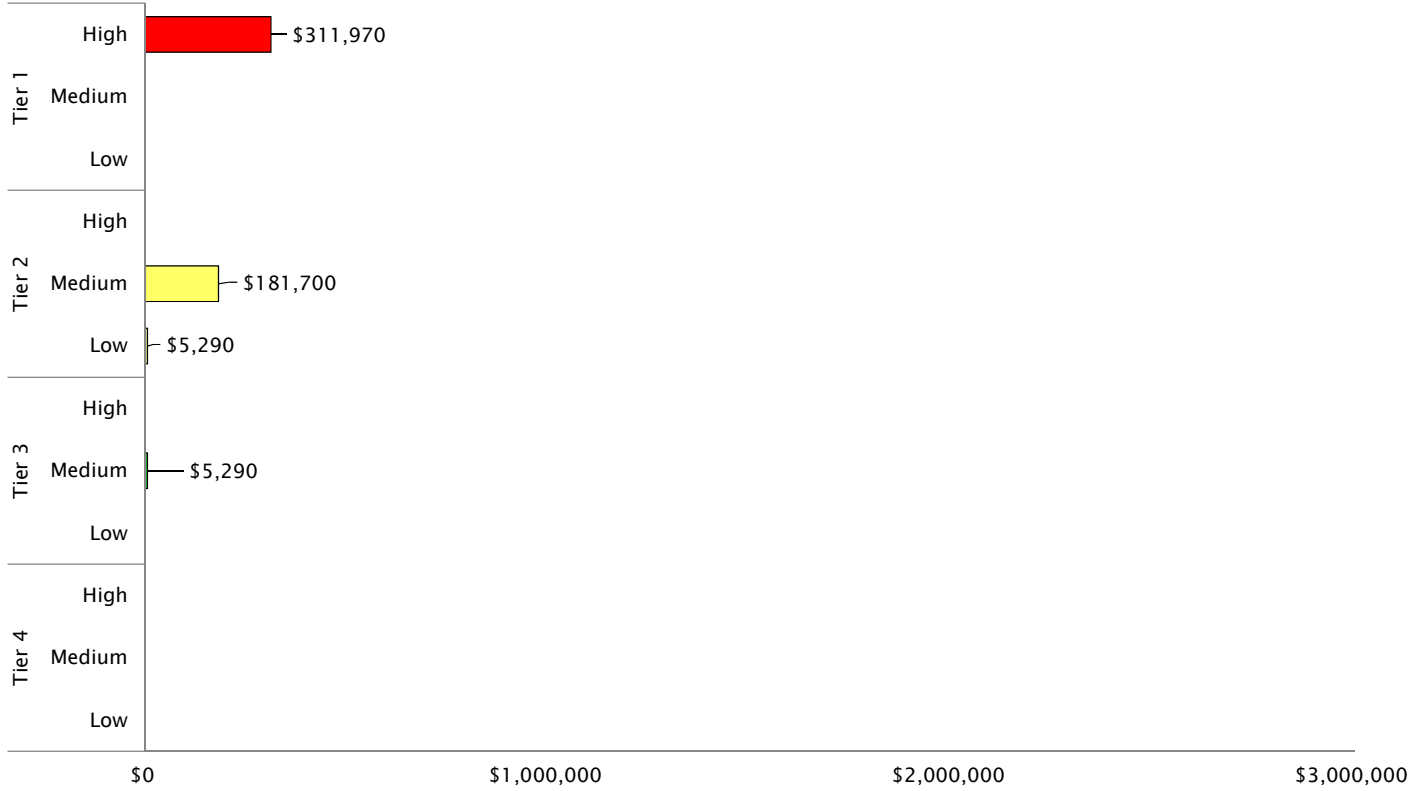 Tier 1
High
$311,970
Medium
Low
Tier 2
High
Medium
$181,700
Low
$5,290
Tier 3
High
Medium
$5,290
Low
Tier 4
High
Medium
Low
$0
$1,000,000
$2,000,000
$3,000,000